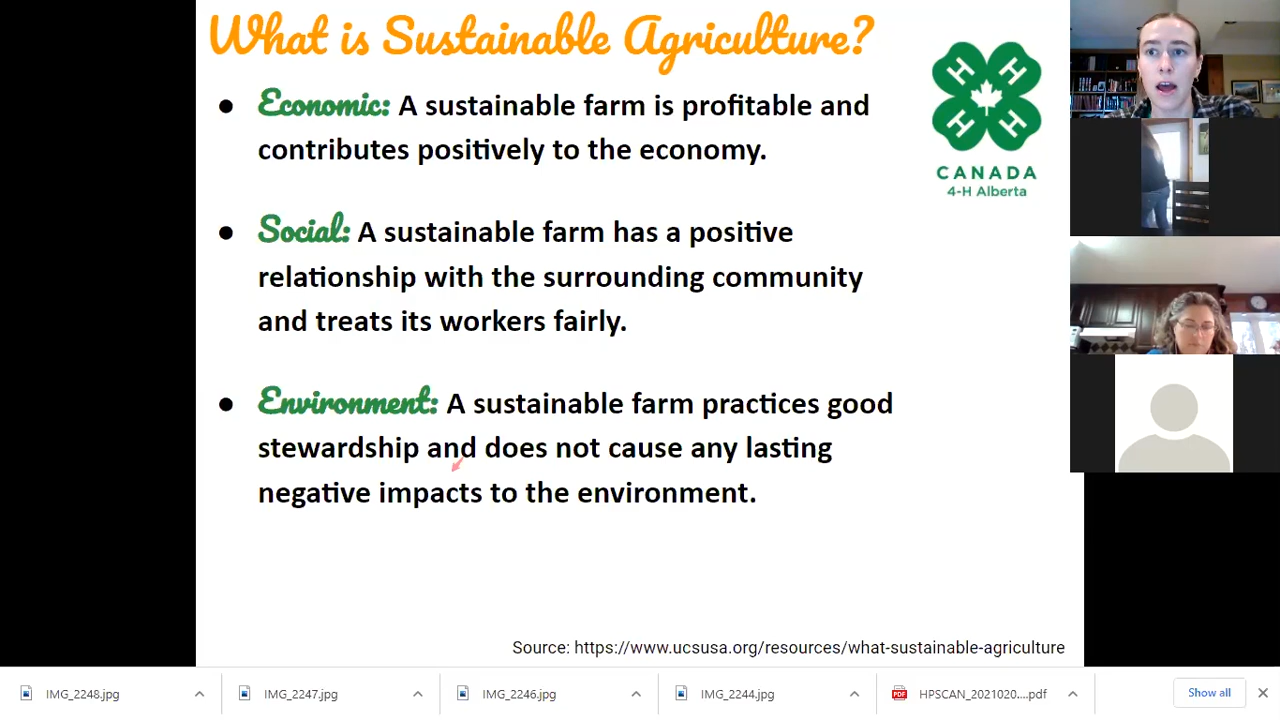 What is Sustainable Agriculture?
● Economic: A sustainable farm is profitable and
contributes positively to the economy.
● Social: A sustainable farm has a positive
relationship with the surrounding community
and treats its workers fairly.
● Environment: A sustainable farm practices good
stewardship and does not cause any lasting
negative impacts to the environment.
H H
H H
CANADA
4-H Alberta
Source: https://www.ucsusa.org/resources/what-sustainable-agriculture
IMG_2248.jpg
IMG_2247.jpg
IMG_2246.jpg
IMG_2244.jpg
PDF
HPSCAN_2021020....pdf
Show all